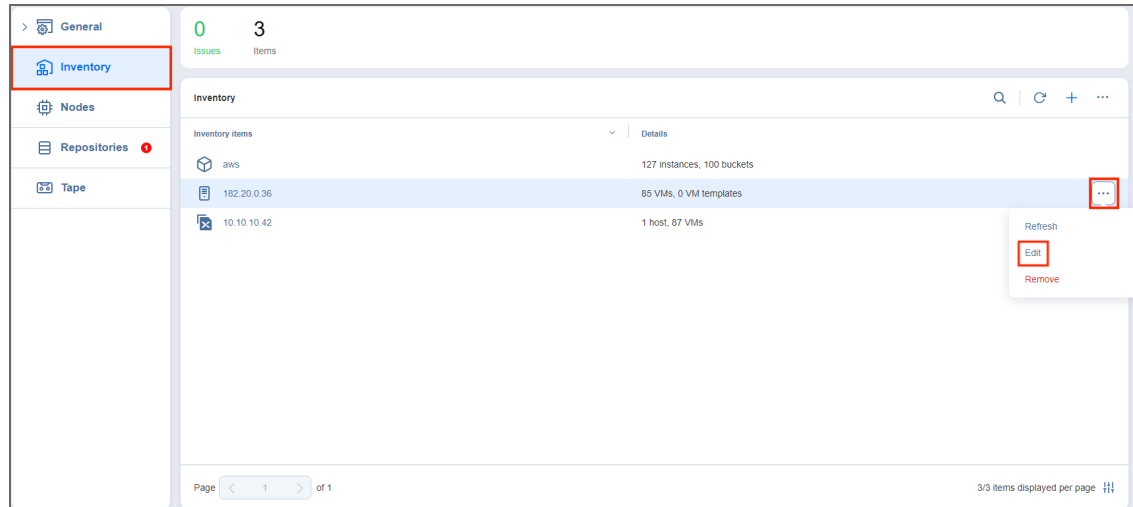 General
Inventory
Nodes
Repositories 1
Tape
0 3
Issues Items
Inventory
Inventory items Details
aws 127 instances, 100 buckets
182.20.0.36 85 VMs, 0 VM templates
10.10.10.42 1 host, 87 VMs
Refresh
Edit
Remove
Page 1 of 1
3/3 items displayed per page